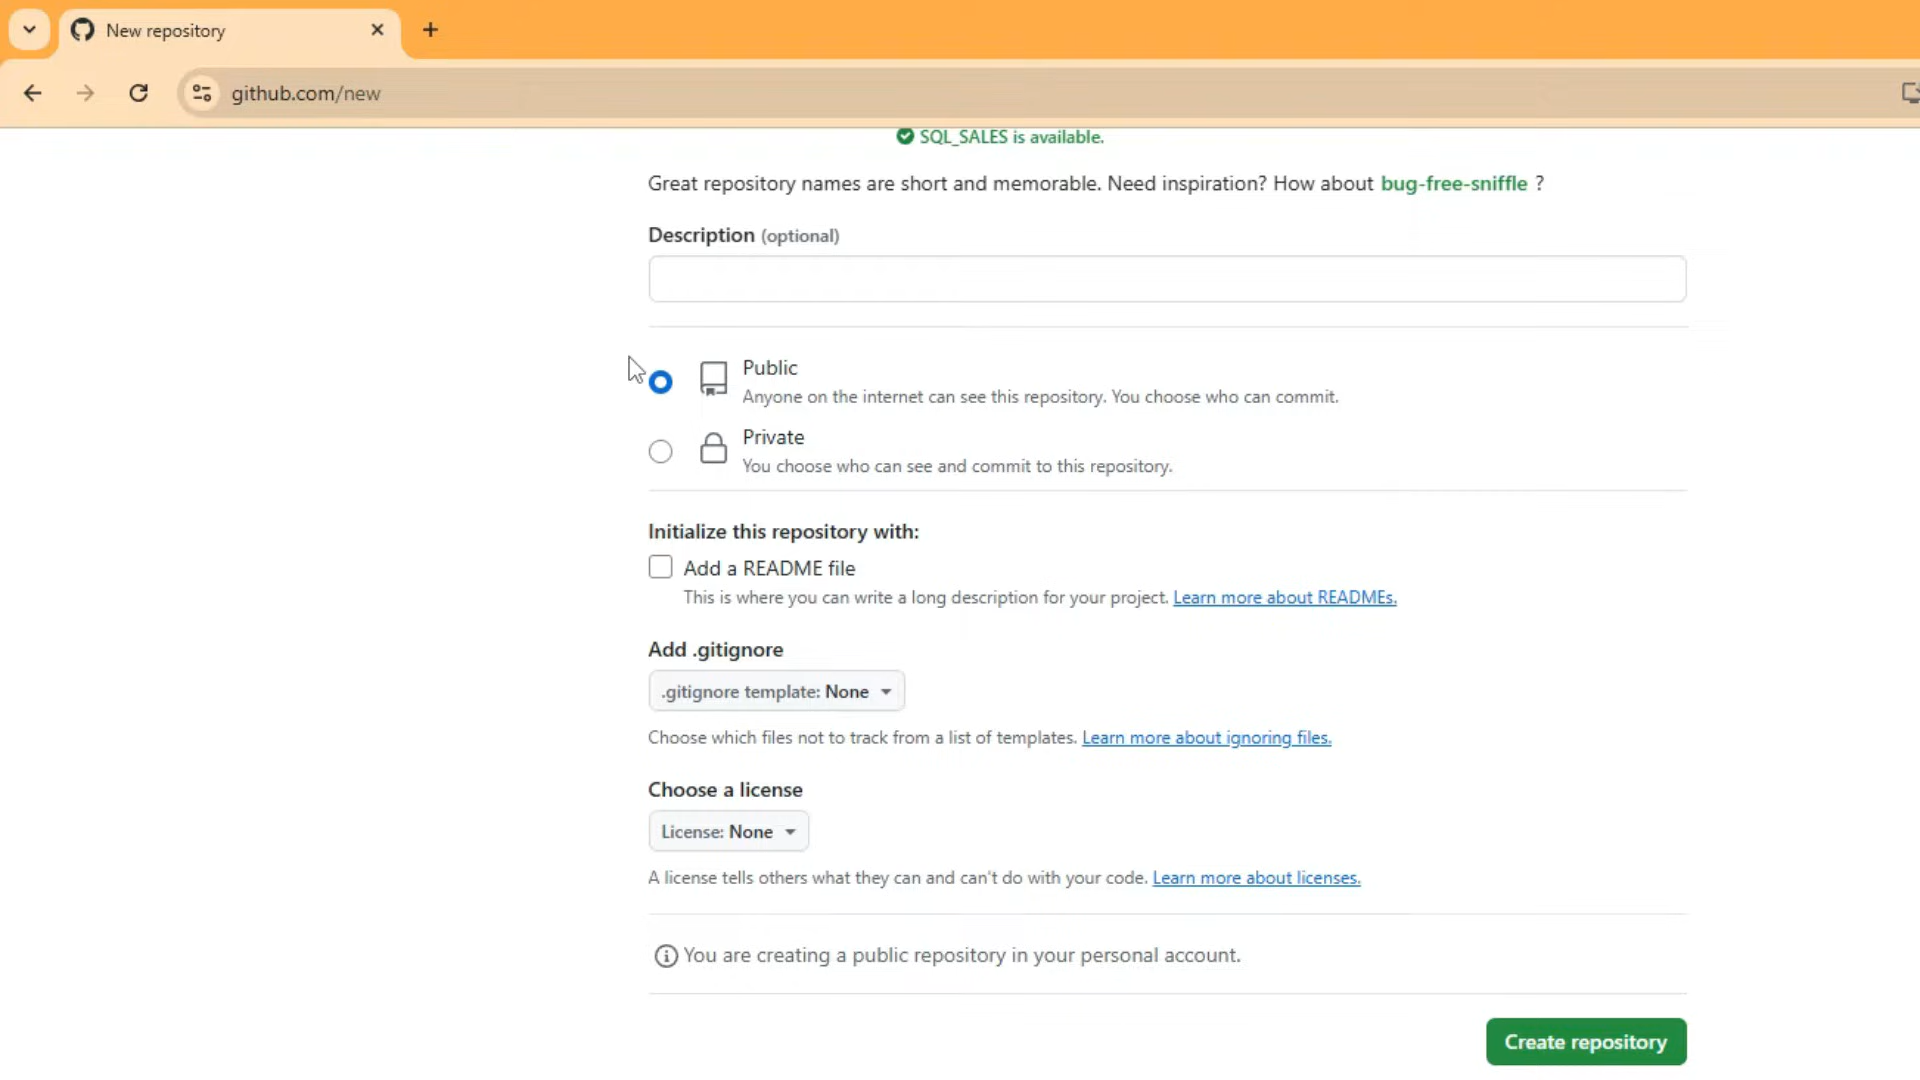 New repository
github.com/new
SQL_SALES is available.
Great repository names are short and memorable. Need inspiration? How about bug-free-sniffle ?
Description (optional)
Public
Anyone on the internet can see this repository. You choose who can commit.
Private
You choose who can see and commit to this repository.
Initialize this repository with:
Add a README file
This is where you can write a long description for your project. Learn more about READMEs.
Add .gitignore
.gitignore template: None
Choose which files not to track from a list of templates. Learn more about ignoring files.
Choose a license
License: None
A license tells others what they can and can't do with your code. Learn more about licenses.
You are creating a public repository in your personal account.
Create repository